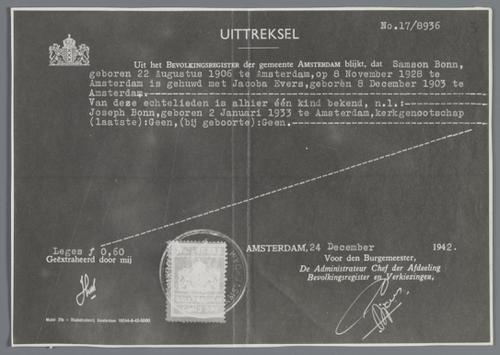 No.17/8936
UITTREKSEL
Uit het BEVOLKINGSREGISTER der gemeente AMSTERDAM blijkt, dat Samson Bonn,
geboren 22 Augustus 1906 te Amsterdam, op 8 November 1928 te
Amsterdam is gehuwd met Jacoba Evers, geboren 8 December 1903 te
Amsterdam.
Van deze echtelieden is alhier één kind bekend, n.l.:
Joseph Bonn, geboren 2 Januari 1933 te Amsterdam, kerkgenootschap
(laatste):Geen,(bij geboorte):Geen.
Leges ƒ 0,60
Geëxtraheerd door mij
AMSTERDAM, 24 December 1942.
Voor den Burgemeester,
De Administrateur Chef der Afdeeling
Bevolkingsregister en Verkiezingen,